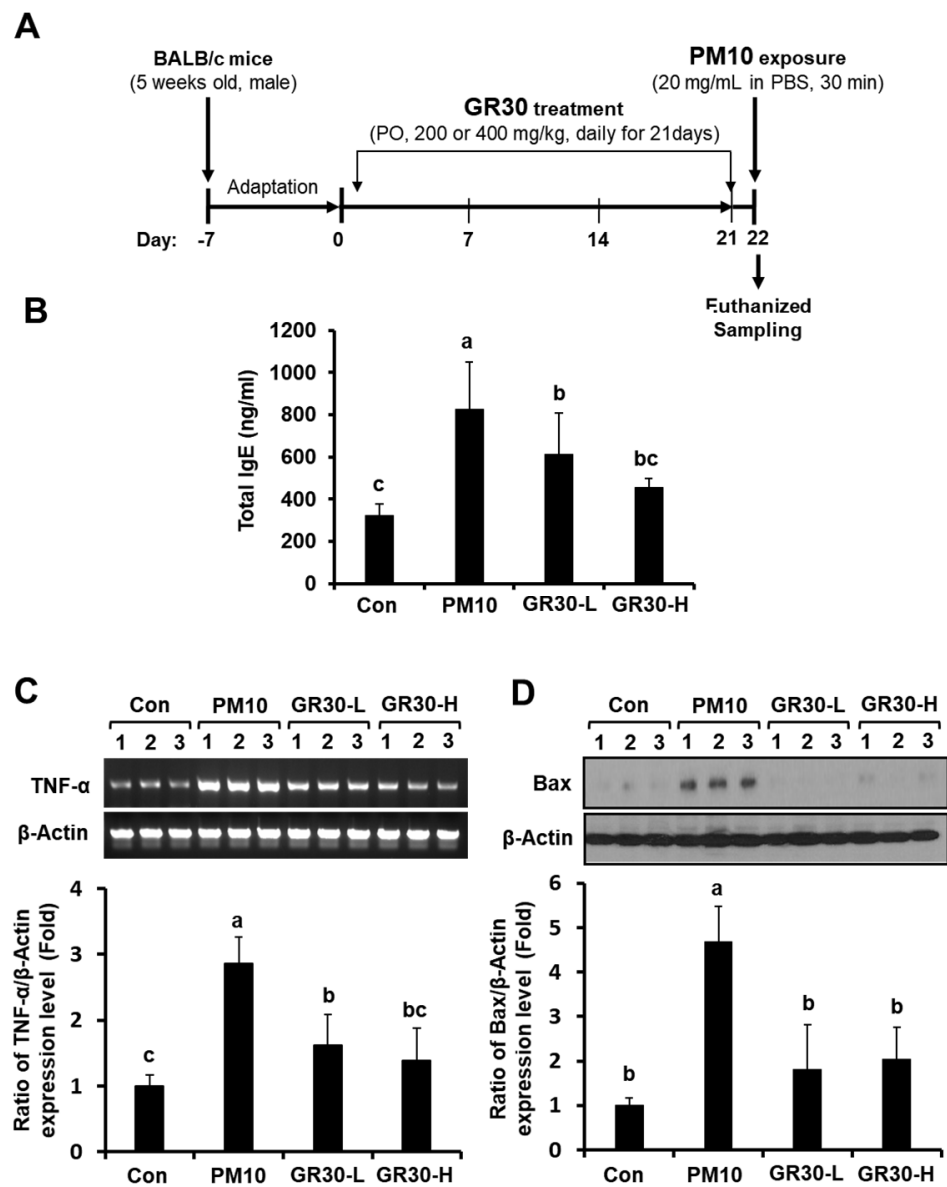 A
BALB/c mice
(5 weeks old, male)
PM10 exposure
(20 mg/mL in PBS, 30 min)
GR30 treatment
(PO, 200 or 400 mg/kg, daily for 21days)
Adaptation
Day: -7 0 7 14 21 22
Euthanized
Sampling
B
Total IgE (ng/ml)
1200
1000
800
600
400
200
0
c a b bc
Con PM10 GR30-L GR30-H
C
Con PM10 GR30-L GR30-H
1 2 3 1 2 3 1 2 3 1 2 3
TNF-α
β-Actin
Ratio of TNF-α/β-Actin
expression level (Fold)
4
3
2
1
0
c a b bc
Con PM10 GR30-L GR30-H
D
Con PM10 GR30-L GR30-H
1 2 3 1 2 3 1 2 3 1 2 3
Bax
β-Actin
Ratio of Bax/β-Actin
expression level (Fold)
6
5
4
3
2
1
0
b a b b
Con PM10 GR30-L GR30-H